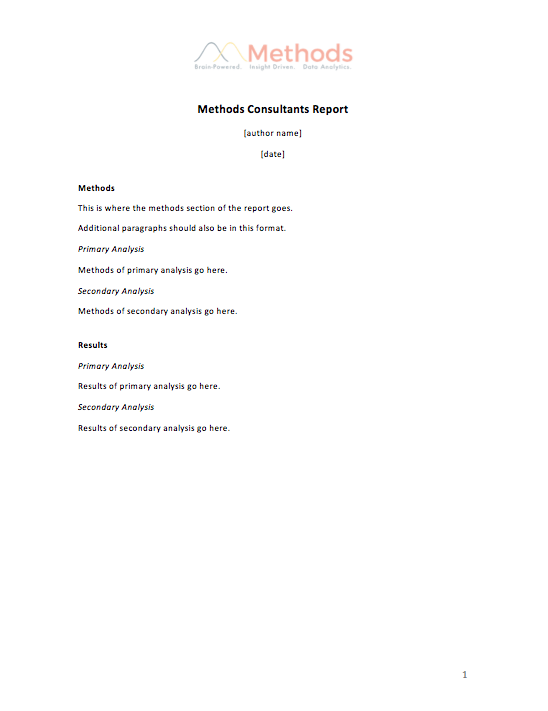 Methods
Brain-Powered. Insight Driven. Data Analytics.
Methods Consultants Report
[author name]
[date]
Methods
This is where the methods section of the report goes.
Additional paragraphs should also be in this format.
Primary Analysis
Methods of primary analysis go here.
Secondary Analysis
Methods of secondary analysis go here.
Results
Primary Analysis
Results of primary analysis go here.
Secondary Analysis
Results of secondary analysis go here.
1